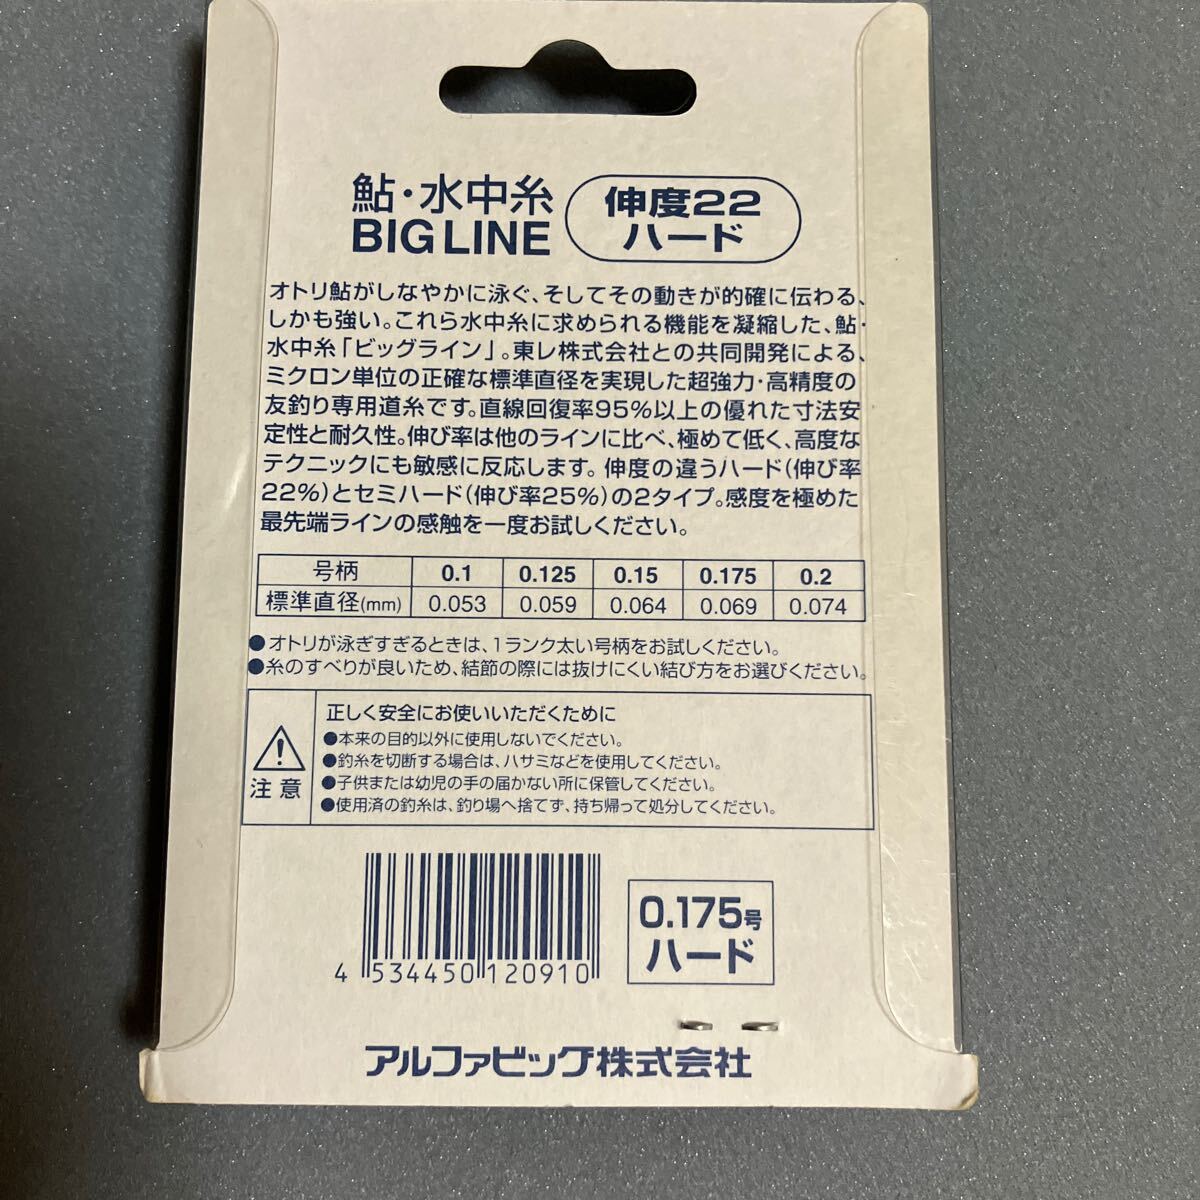 鮎・水中糸
BIG LINE
伸度22
ハード
オトリ鮎がしなやかに泳ぐ、そしてその動きが的確に伝わる、
しかも強い。これら水中糸に求められる機能を凝縮した、鮎・
水中糸「ビッグライン」。東レ株式会社との共同開発による、
ミクロン単位の正確な標準直径を実現した超強力・高精度の
友釣り専用道糸です。直線回復率95%以上の優れた寸法安
定性と耐久性。伸び率は他のラインに比べ、極めて低く、高度な
テクニックにも敏感に反応します。伸度の違うハード(伸び率
22%)とセミハード(伸び率25%)の2タイプ。感度を極めた
最先端ラインの感触を一度お試しください。
号柄 0.1 0.125 0.15 0.175 0.2
標準直径(mm) 0.053 0.059 0.064 0.069 0.074
●オトリが泳ぎすぎるときは、1ランク太い号柄をお試しください。
●糸のすべりが良いため、結節の際には抜けにくい結び方をお選びください。
注意
正しく安全にお使いいただくために
●本来の目的以外に使用しないでください。
●釣糸を切断する場合は、ハサミなどを使用してください。
●子供または幼児の手の届かない所に保管してください。
●使用済の釣糸は、釣り場へ捨てず、持ち帰って処分してください。
4 534450 120910
0.175号
ハード
アルファビッグ株式会社